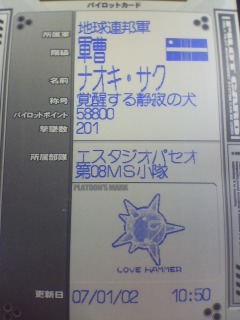 パイロットカード
所属軍 地球連邦軍
階級 軍曹
名前 ナオキ・サク
称号 覚醒する静寂の犬
パイロットポイント 58800
撃墜数 201
所属部隊 エスタジオパセオ
第08MS小隊
PLATOON'S MARK
LOVE HAMMER
更新日 07/01/02 10:50